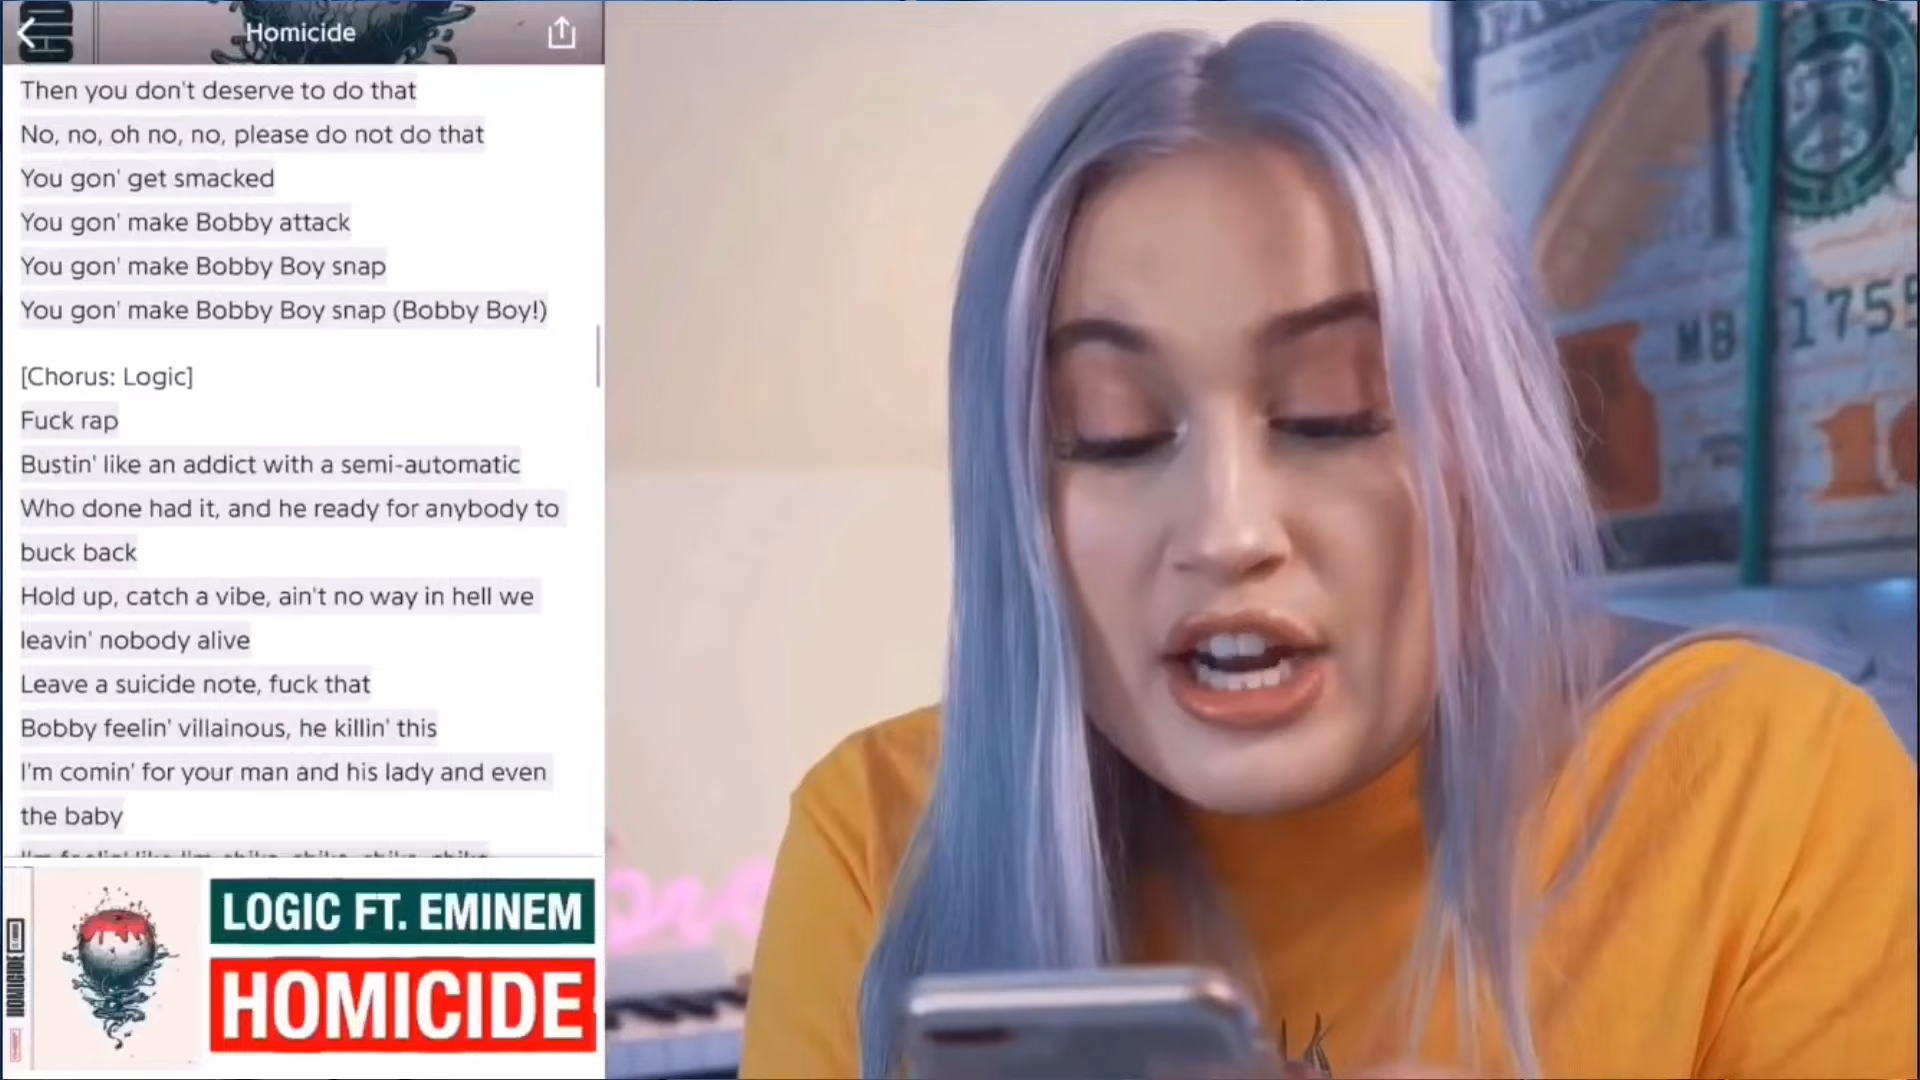 Homicide
Then you don't deserve to do that
No, no, oh no, no, please do not do that
You gon' get smacked
You gon' make Bobby attack
You gon' make Bobby Boy snap
You gon' make Bobby Boy snap (Bobby Boy!)
[Chorus: Logic]
Fuck rap
Bustin' like an addict with a semi-automatic
Who done had it, and he ready for anybody to
buck back
Hold up, catch a vibe, ain't no way in hell we
leavin' nobody alive
Leave a suicide note, fuck that
Bobby feelin' villainous, he killin' this
I'm comin' for your man and his lady and even
the baby
LOGIC FT. EMINEM
HOMICIDE
HOMICIDE